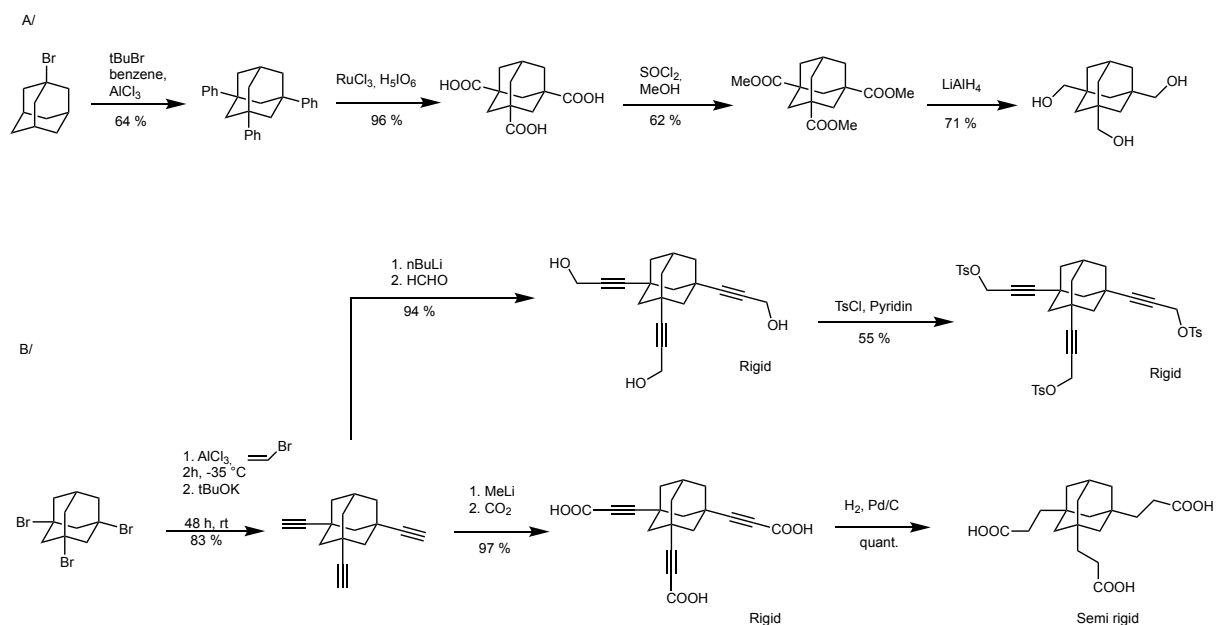 A/
Br
tBuBr
benzene,
AlCl₃
64 %
Ph
Ph
Ph
RuCl₃, H₅IO₆
96 %
HOOC
COOH
COOH
SOCl₂,
MeOH
62 %
MeOOC
COOMe
COOMe
LiAlH₄
71 %
HO
OH
OH
B/
1. nBuLi
2. HCHO
94 %
HO
OH
HO
Rigid
TsCl, Pyridin
55 %
TsO
OTs
TsO
Rigid
Br
Br
Br
1. AlCl₃, Br
2h, -35 °C
2. tBuOK
48 h, rt
83 %
1. MeLi
2. CO₂
97 %
HOOC
COOH
COOH
Rigid
H₂, Pd/C
quant.
HOOC
COOH
COOH
Semi rigid